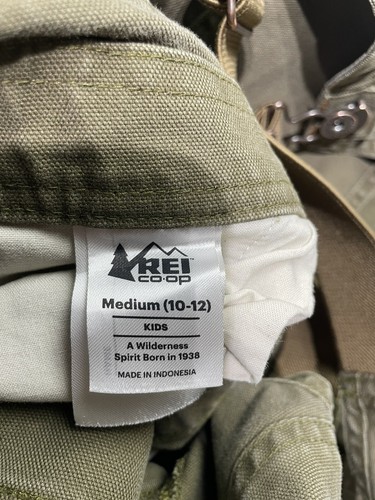 REI
CO·OP
Medium (10-12)
KIDS
A Wilderness
Spirit Born in 1938
MADE IN INDONESIA